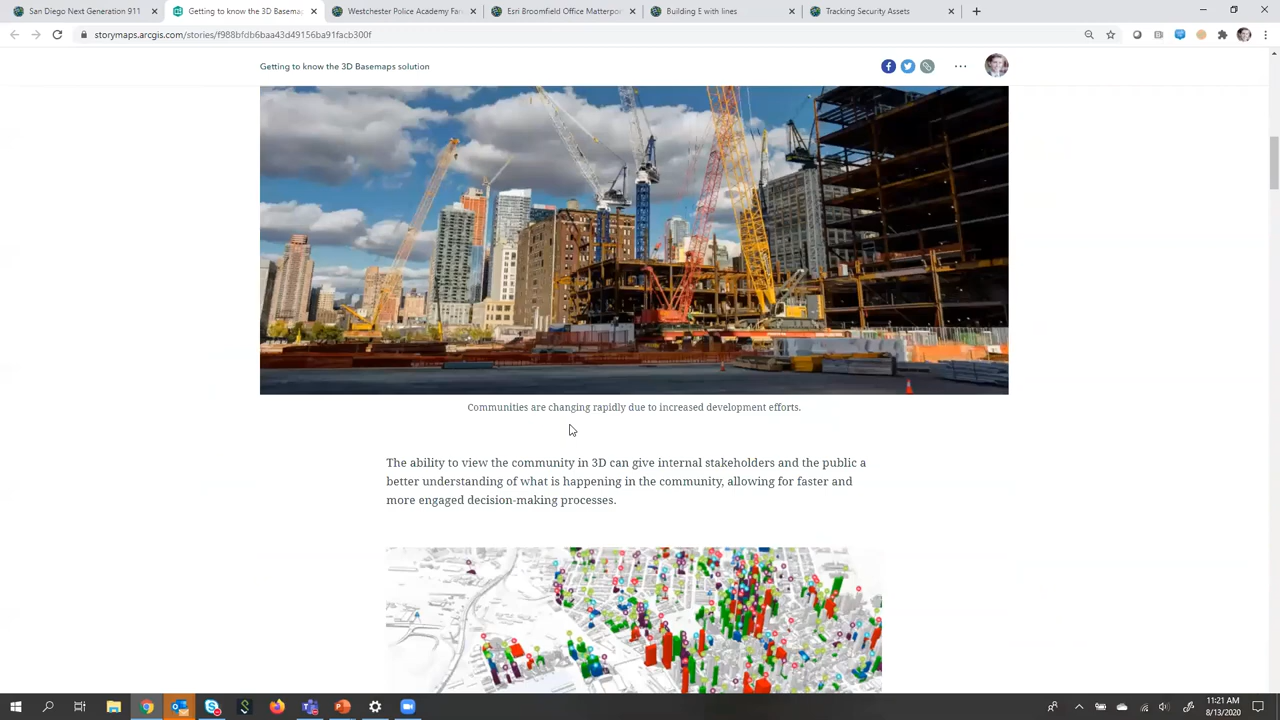 San Diego Next Generation 911
Getting to know the 3D Basema
Westchester Police Academy Fac
Esri Broomfield Office Matterpor
Building E with lines
Tracking Security Assets
storymaps.arcgis.com/stories/f988bfdb6baa43d49156ba91facb300f
Getting to know the 3D Basemaps solution
Communities are changing rapidly due to increased development efforts.
The ability to view the community in 3D can give internal stakeholders and the public a
better understanding of what is happening in the community, allowing for faster and
more engaged decision-making processes.
11:21 AM
8/13/2020